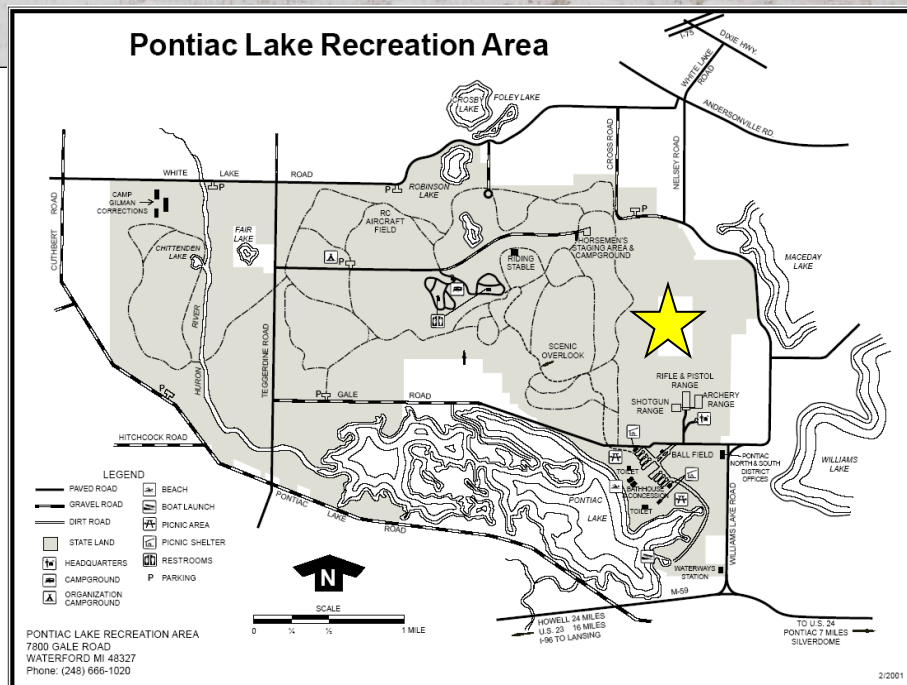 Pontiac Lake Recreation Area
I-75
DIXIE HWY.
WHITE LAKE
ROAD
ANDERSONVILLE RD.
CROSBY
LAKE
FOLEY LAKE
CROSS ROAD
NELSEY ROAD
CUTHBERT ROAD
WHITE LAKE ROAD
P
P
P
CAMP
GILMAN
CORRECTIONS
ROBINSON
LAKE
RC
AIRCRAFT
FIELD
FAIR
LAKE
CHITTENDEN
LAKE
P
RIDING
STABLE
HORSEMEN'S
STAGING AREA &
CAMPGROUND
MACEDAY
LAKE
HURON RIVER
TEGGERDINE ROAD
SCENIC
OVERLOOK
RIFLE & PISTOL
RANGE
SHOTGUN
RANGE
ARCHERY
RANGE
P
P
GALE ROAD
HITCHCOCK ROAD
BALL FIELD
PONTIAC
NORTH & SOUTH
DISTRICT
OFFICES
WILLIAMS
LAKE
TOILET
BATHHOUSE
&CONCESSION
TOILET
PONTIAC
LAKE
PONTIAC LAKE ROAD
WILLIAMS LAKE ROAD
WATERWAYS
STATION
M-59
LEGEND
PAVED ROAD
GRAVEL ROAD
DIRT ROAD
STATE LAND
HEADQUARTERS
CAMPGROUND
ORGANIZATION
CAMPGROUND
BEACH
BOAT LAUNCH
PICNIC AREA
PICNIC SHELTER
RESTROOMS
P PARKING
N
SCALE
0 ¼ ½ 1 MILE
HOWELL 24 MILES
U.S. 23 16 MILES
I-96 TO LANSING
TO U.S. 24
PONTIAC 7 MILES
SILVERDOME
PONTIAC LAKE RECREATION AREA
7800 GALE ROAD
WATERFORD MI 48327
Phone: (248) 666-1020
2/2001